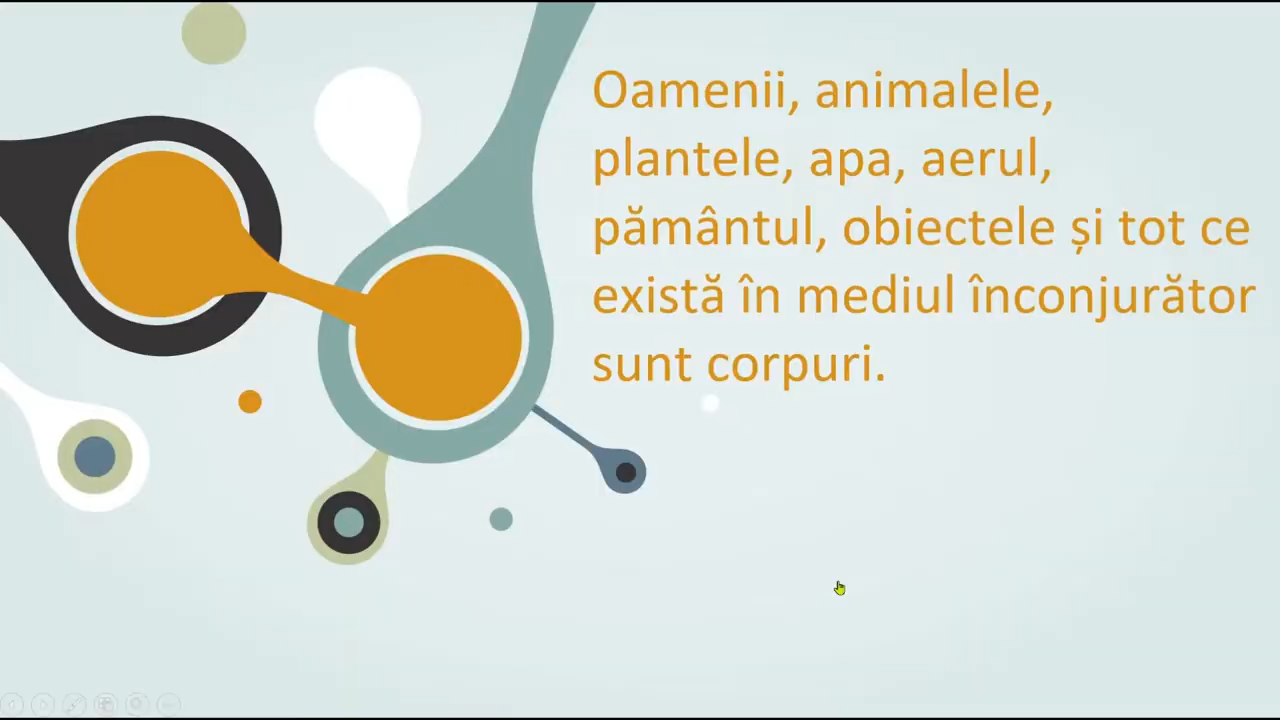 Oamenii, animalele,
plantele, apa, aerul,
pământul, obiectele și tot ce
există în mediul înconjurător
sunt corpuri.